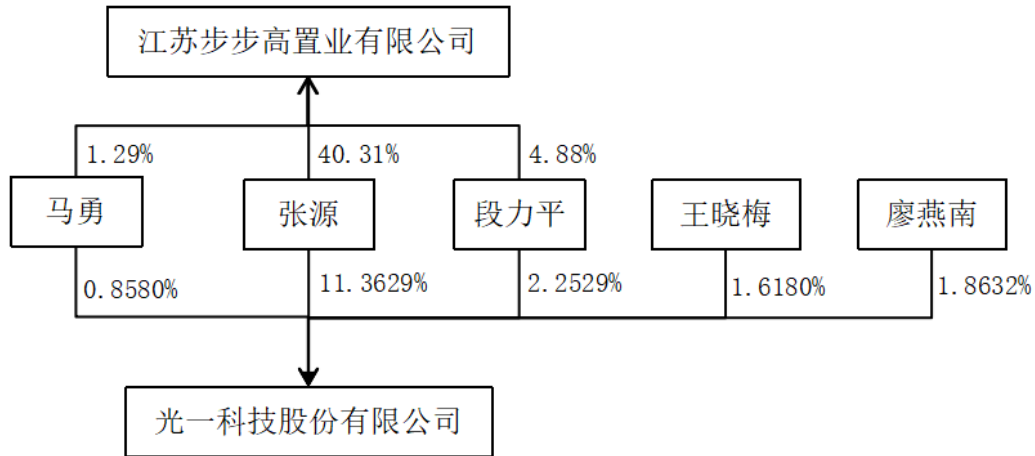 江苏步步高置业有限公司
1.29%
40.31%
4.88%
马勇
张源
段力平
王晓梅
廖燕南
0.8580%
11.3629%
2.2529%
1.6180%
1.8632%
光一科技股份有限公司